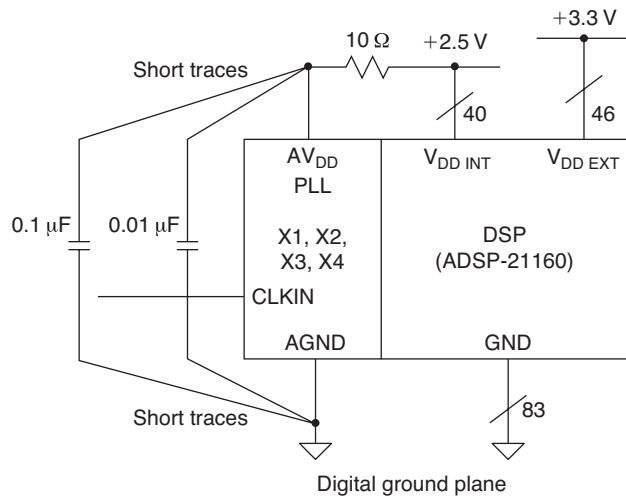 10 Ω
+2.5 V
+3.3 V
Short traces
40
46
AVDD
VDD INT
VDD EXT
PLL
0.1 μF
0.01 μF
X1, X2,
X3, X4
DSP
(ADSP-21160)
CLKIN
AGND
GND
Short traces
83
Digital ground plane